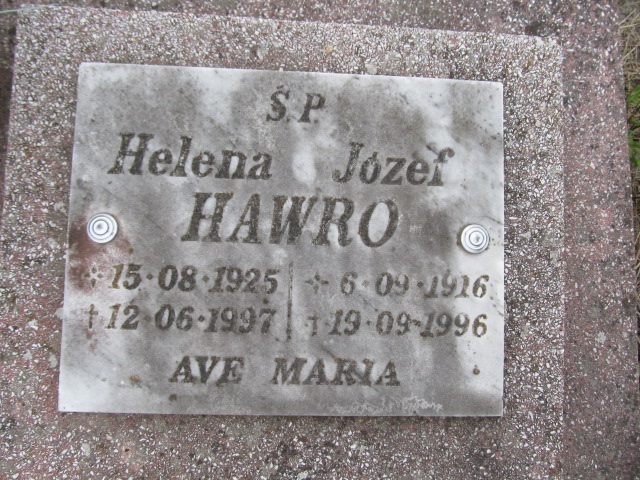 Ś.P
Helena Józef
HAWRO
✢15·08·1925 ✢ 6·09·1916
†12·06·1997 †19·09·1996
AVE MARIA